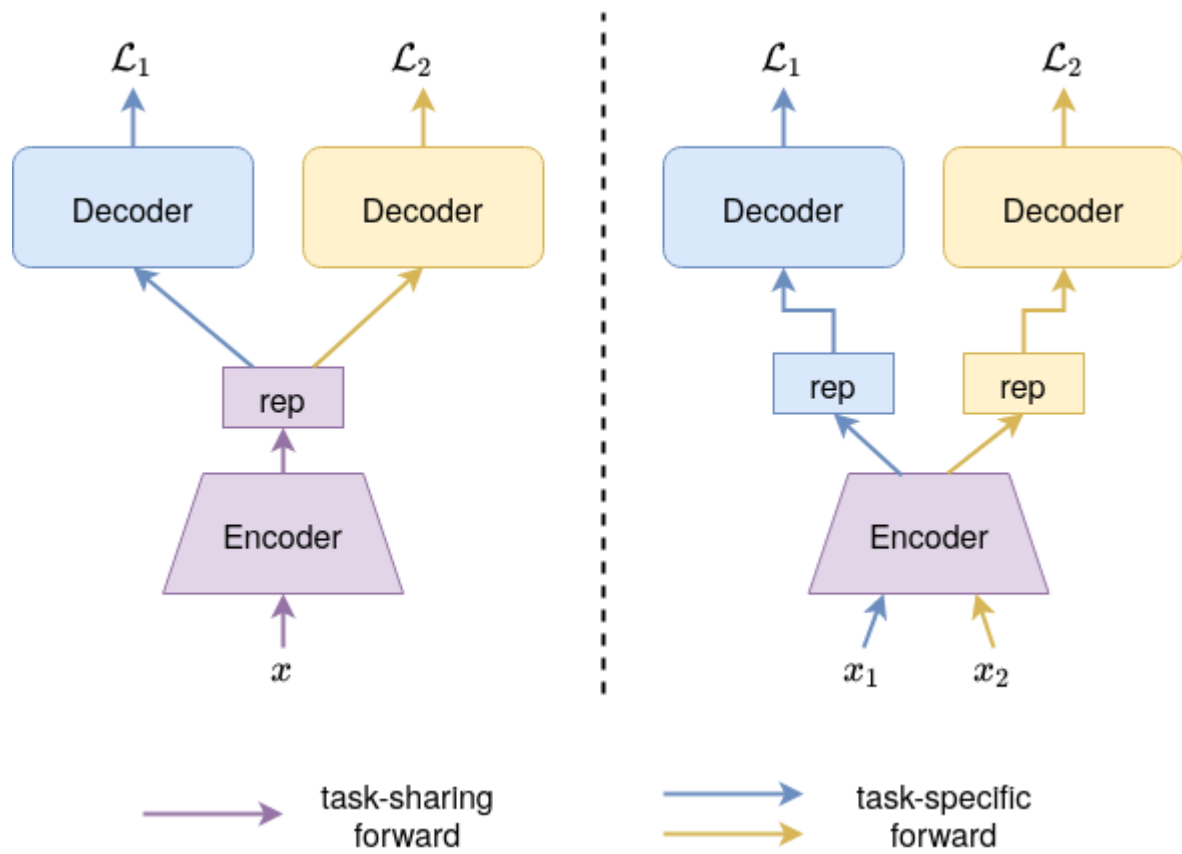 ℒ₁ ℒ₂ ℒ₁ ℒ₂
Decoder Decoder Decoder Decoder
rep rep rep
Encoder Encoder
x x₁ x₂
task-sharing task-specific
forward forward